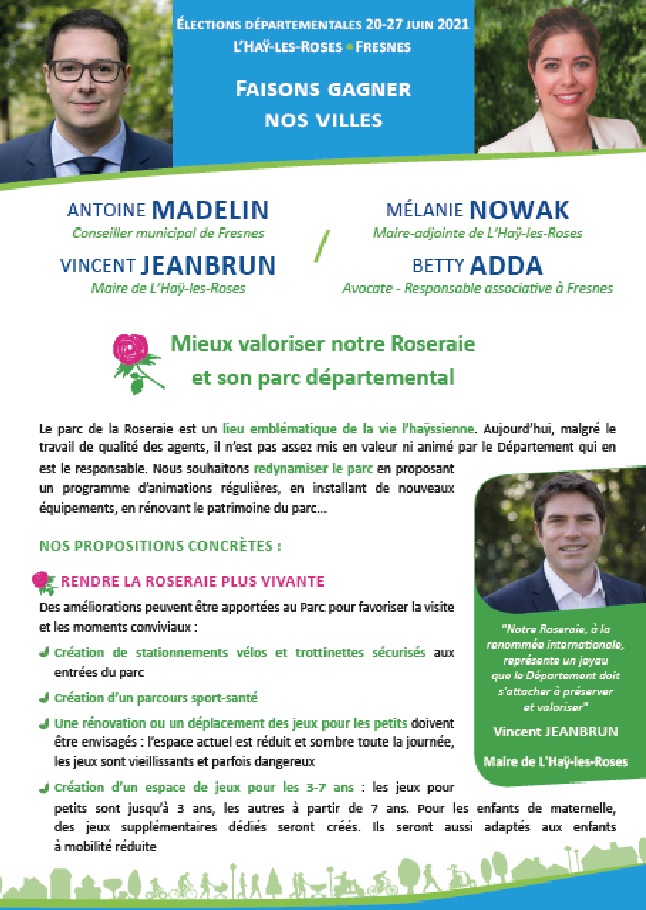 ÉLECTIONS DÉPARTEMENTALES 20-27 JUIN 2021
L'HAŸ-LES-ROSES • FRESNES
FAISONS GAGNER
NOS VILLES
ANTOINE MADELIN
Conseiller municipal de Fresnes
VINCENT JEANBRUN
Maire de L'Haÿ-les-Roses
/
MÉLANIE NOWAK
Maire-adjointe de L'Haÿ-les-Roses
BETTY ADDA
Avocate - Responsable associative à Fresnes
Mieux valoriser notre Roseraie
et son parc départemental
Le parc de la Roseraie est un lieu emblématique de la vie l'haÿssienne. Aujourd'hui, malgré le
travail de qualité des agents, il n'est pas assez mis en valeur ni animé par le Département qui en
est le responsable. Nous souhaitons redynamiser le parc en proposant
un programme d'animations régulières, en installant de nouveaux
équipements, en rénovant le patrimoine du parc...
NOS PROPOSITIONS CONCRÈTES :
RENDRE LA ROSERAIE PLUS VIVANTE
Des améliorations peuvent être apportées au Parc pour favoriser la visite
et les moments conviviaux :
Création de stationnements vélos et trottinettes sécurisés aux
entrées du parc
Création d'un parcours sport-santé
Une rénovation ou un déplacement des jeux pour les petits doivent
être envisagés : l'espace actuel est réduit et sombre toute la journée,
les jeux sont vieillissants et parfois dangereux
Création d'un espace de jeux pour les 3-7 ans : les jeux pour
petits sont jusqu'à 3 ans, les autres à partir de 7 ans. Pour les enfants de maternelle,
des jeux supplémentaires dédiés seront créés. Ils seront aussi adaptés aux enfants
à mobilité réduite
"Notre Roseraie, à la
renommée internationale,
représente un joyau
que le Département doit
s'attacher à préserver
et valoriser"
Vincent JEANBRUN
Maire de L'Haÿ-les-Roses